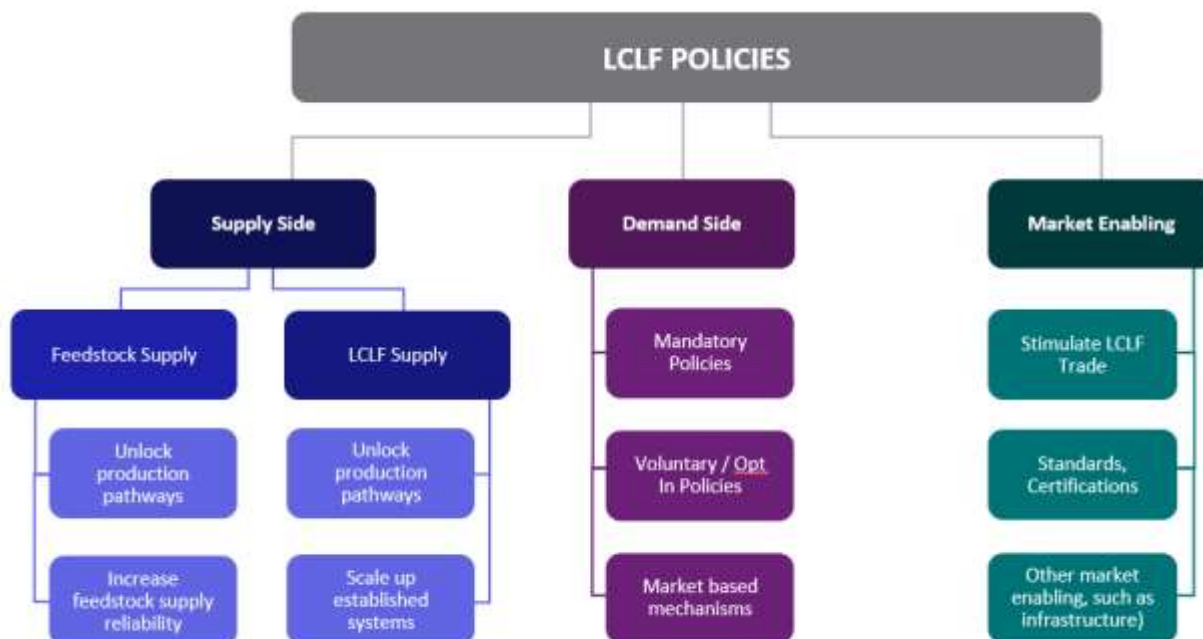 LCLF POLICIES
Supply Side
Demand Side
Market Enabling
Feedstock Supply
LCLF Supply
Mandatory
Policies
Stimulate LCLF
Trade
Unlock
production
pathways
Unlock
production
pathways
Voluntary / Opt
In Policies
Standards,
Certifications
Increase
feedstock supply
reliability
Scale up
established
systems
Market based
mechanisms
Other market
enabling, such as
infrastructure)